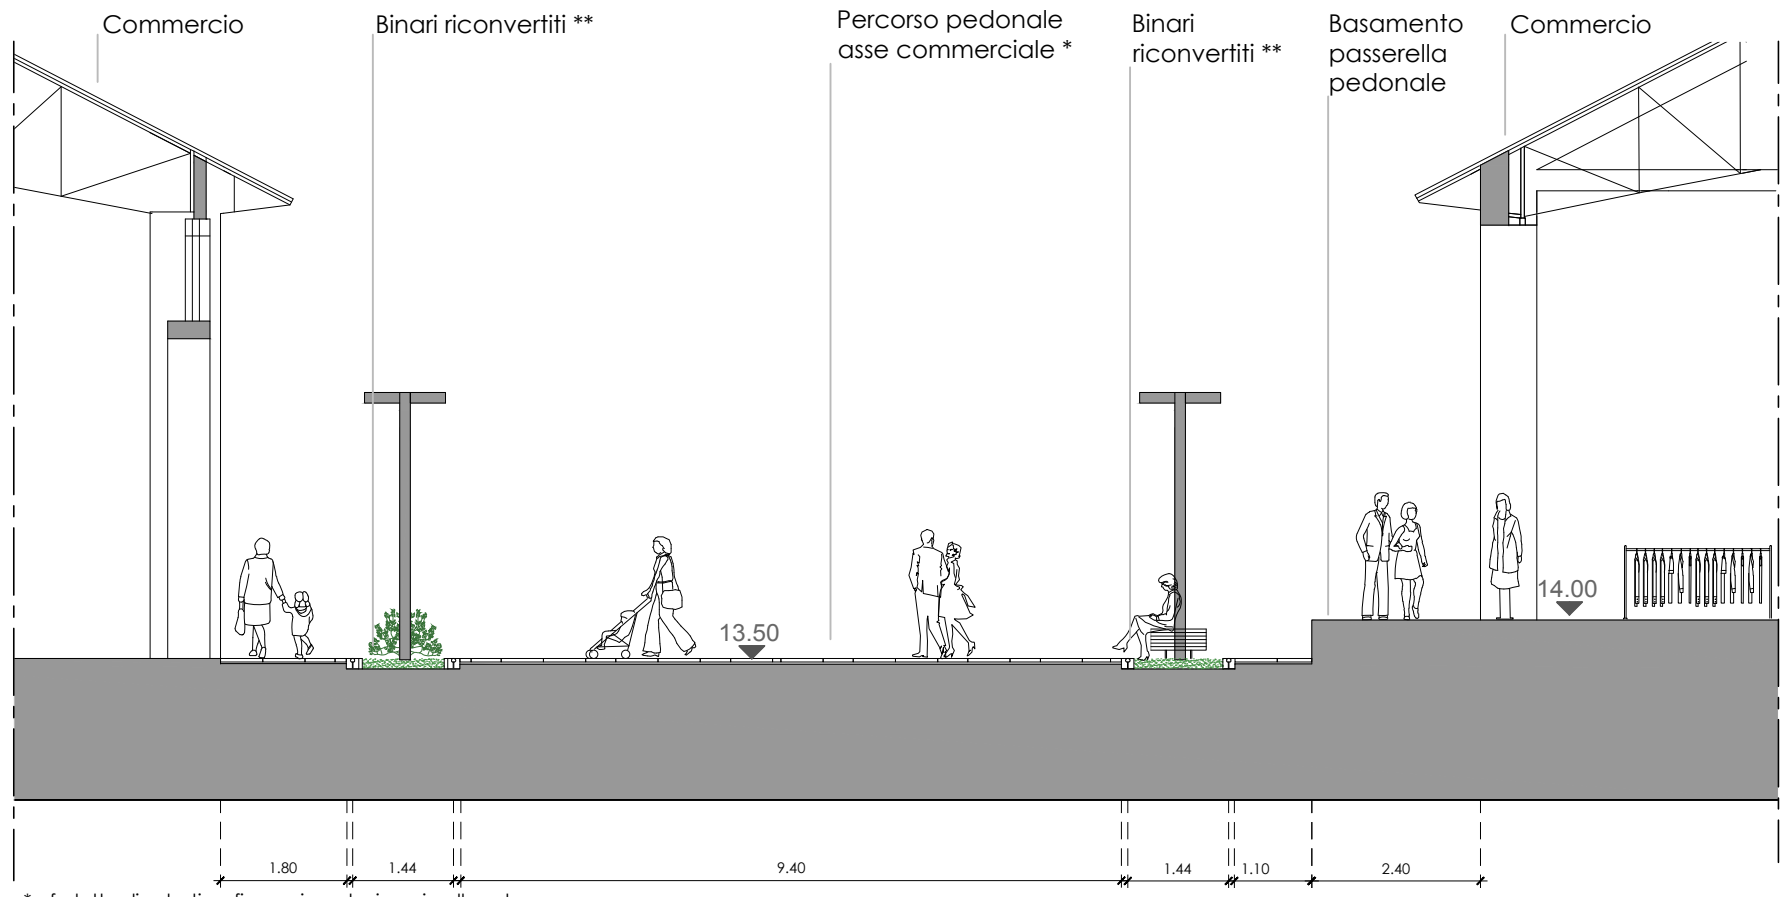 Commercio
Binari riconvertiti **
Percorso pedonale
asse commerciale *
Binari
riconvertiti **
Basamento
passerella
pedonale
Commercio
13.50
14.00
1.80
1.44
9.40
1.44
1.10
2.40